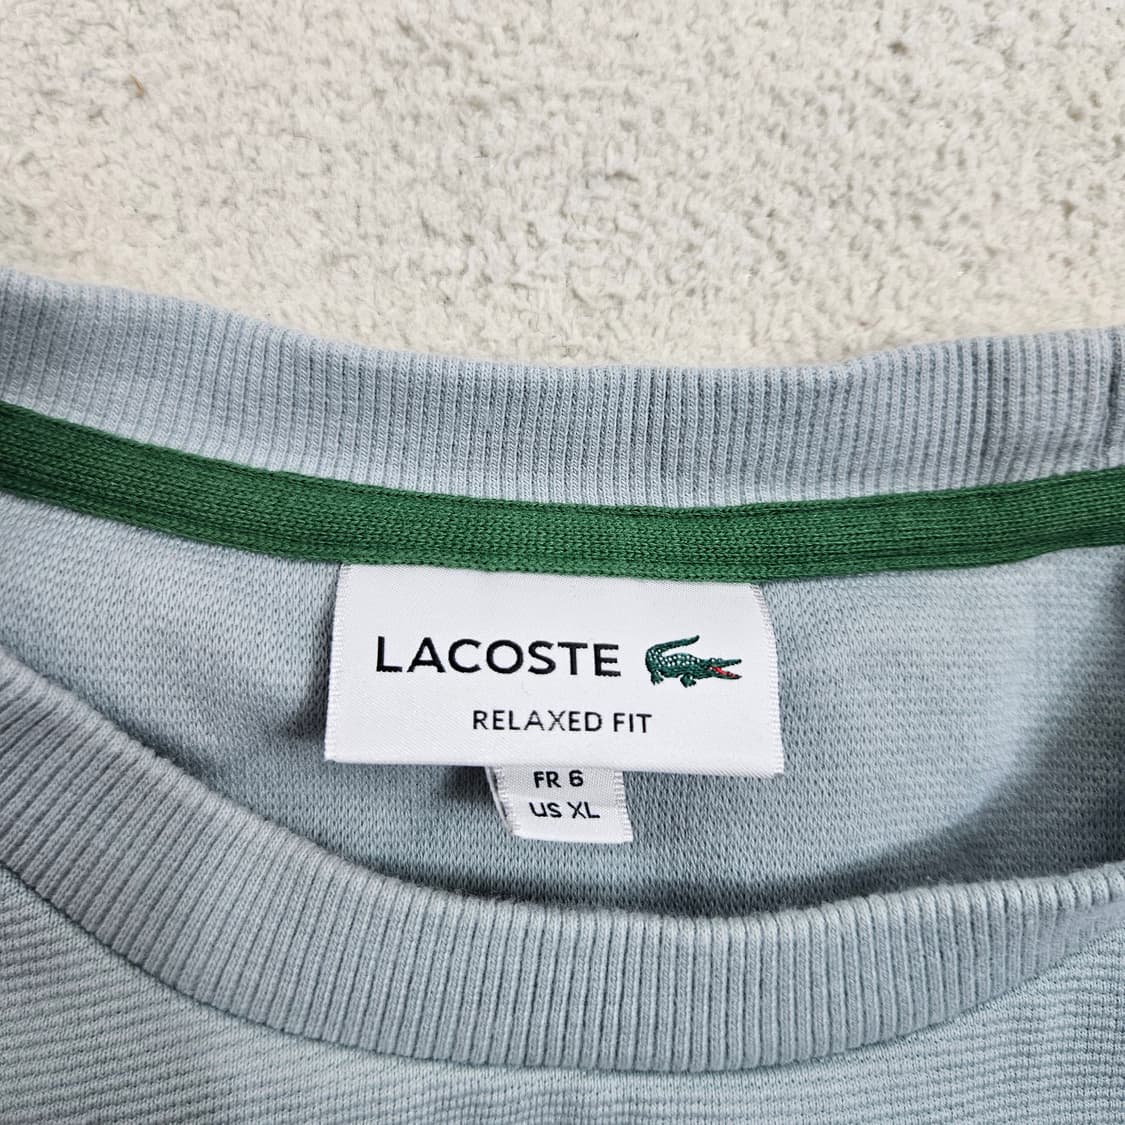 LACOSTE
RELAXED FIT
FR 6
US XL